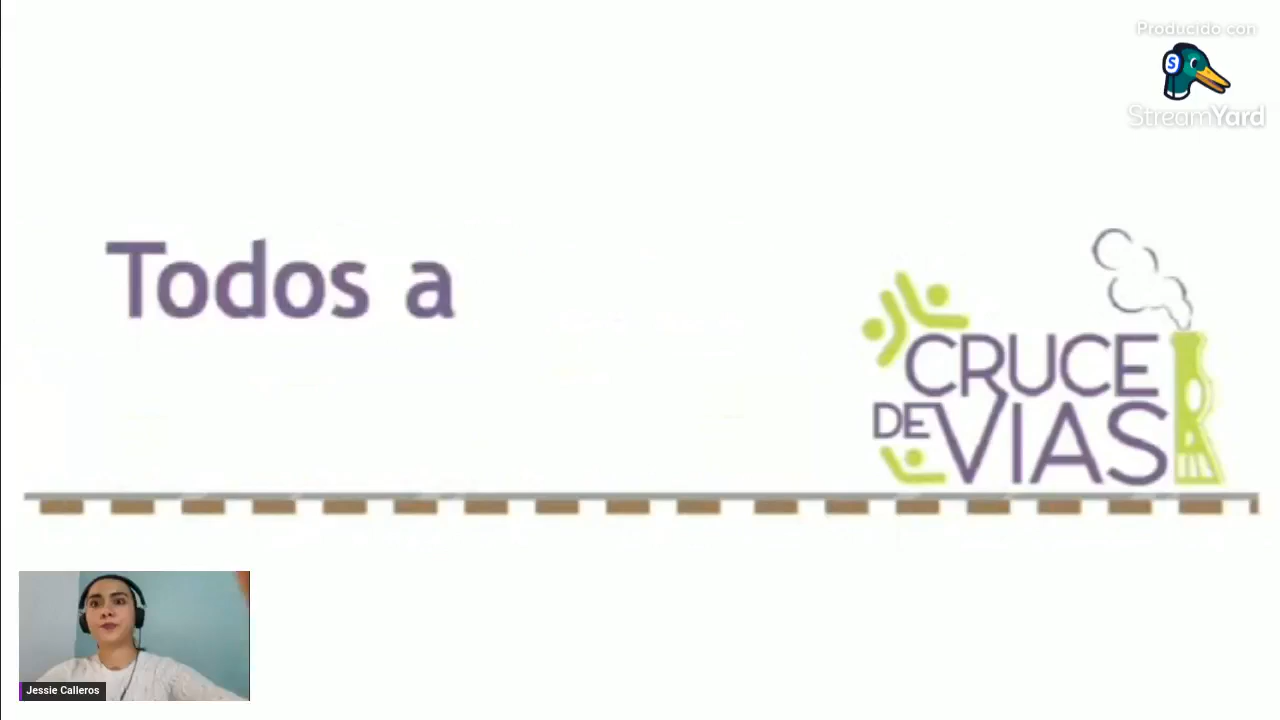 Producido con
StreamYard
Todos a
CRUCE
DE VIAS
Jessie Calleros